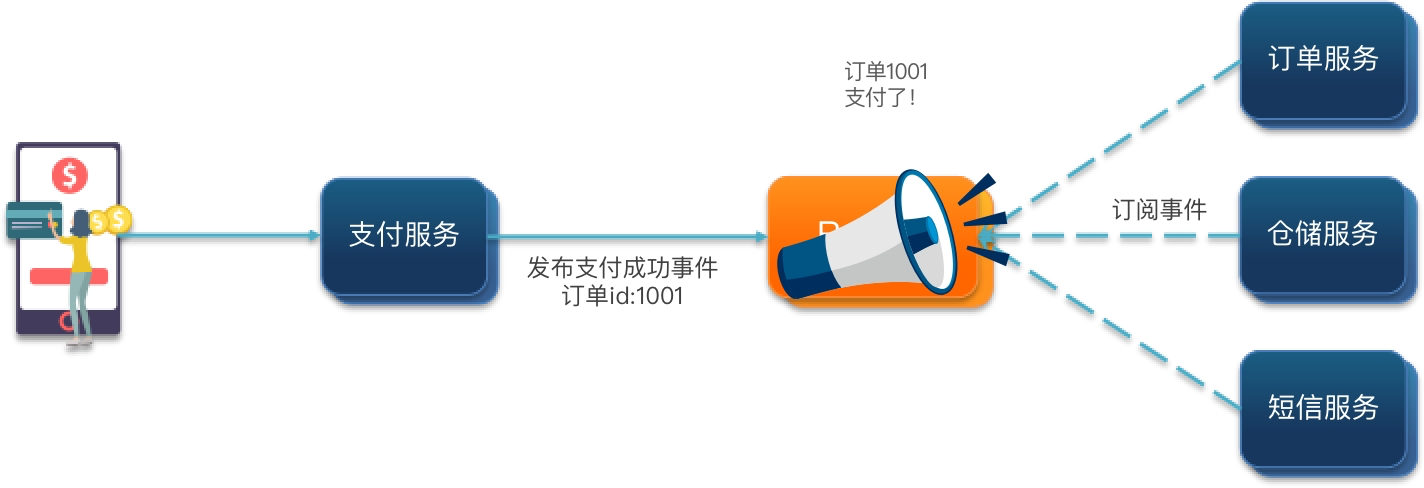 订单1001
支付了!
订单服务
支付服务
发布支付成功事件
订单id:1001
订阅事件
仓储服务
短信服务